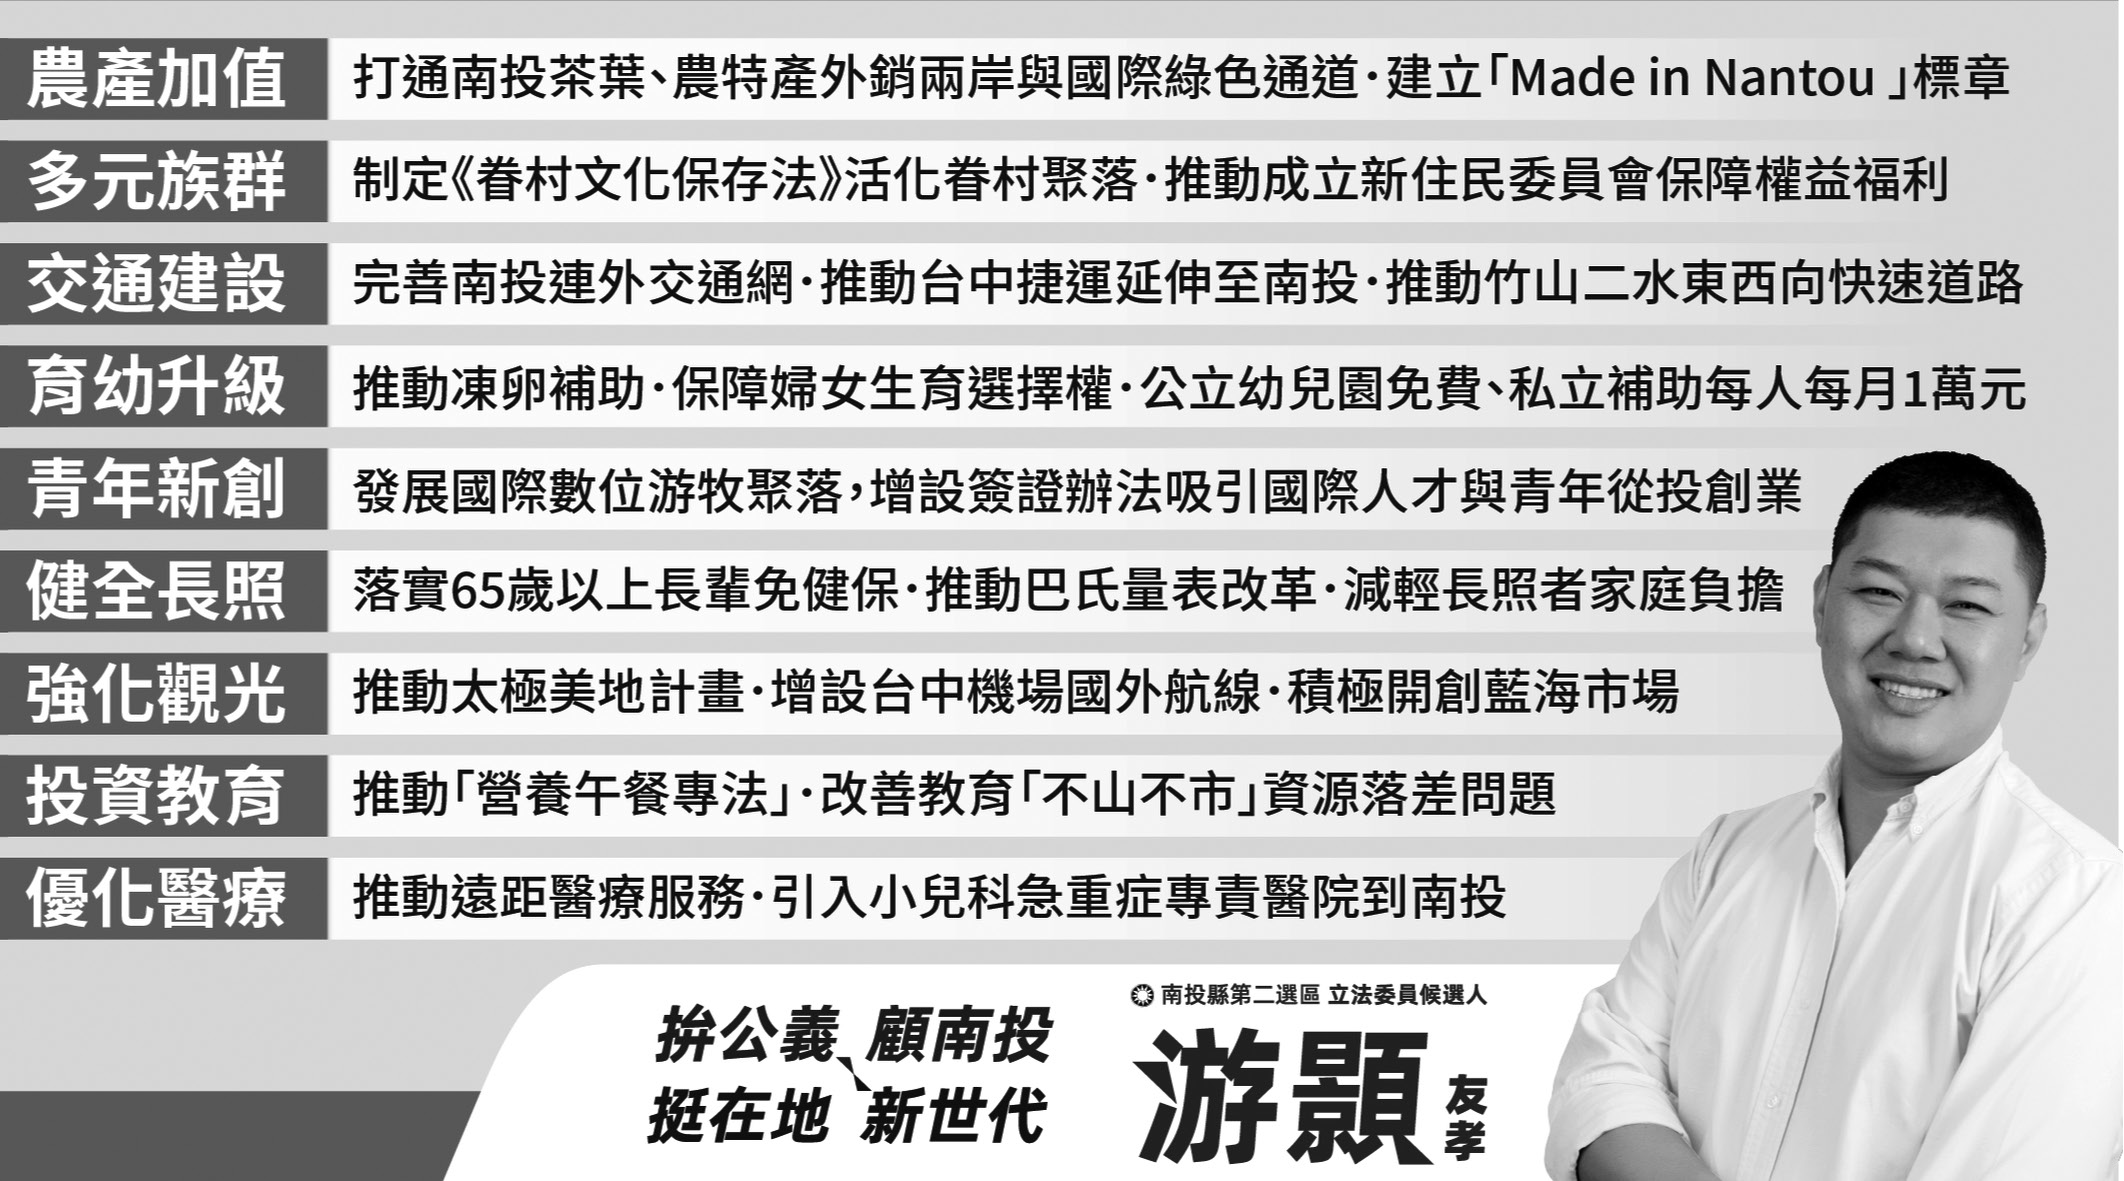 農產加值 打通南投茶葉、農特產外銷兩岸與國際綠色通道‧建立「Made in Nantou 」標章
多元族群 制定《眷村文化保存法》活化眷村聚落‧推動成立新住民委員會保障權益福利
交通建設 完善南投連外交通網‧推動台中捷運延伸至南投‧推動竹山二水東西向快速道路
育幼升級 推動凍卵補助‧保障婦女生育選擇權‧公立幼兒園免費、私立補助每人每月1萬元
青年新創 發展國際數位游牧聚落，增設簽證辦法吸引國際人才與青年從投創業
健全長照 落實65歲以上長輩免健保‧推動巴氏量表改革‧減輕長照者家庭負擔
強化觀光 推動太極美地計畫‧增設台中機場國外航線‧積極開創藍海市場
投資教育 推動「營養午餐專法」‧改善教育「不山不市」資源落差問題
優化醫療 推動遠距醫療服務‧引入小兒科急重症專責醫院到南投
拚公義、顧南投
挺在地、新世代
南投縣第二選區 立法委員候選人
游顥 友孝